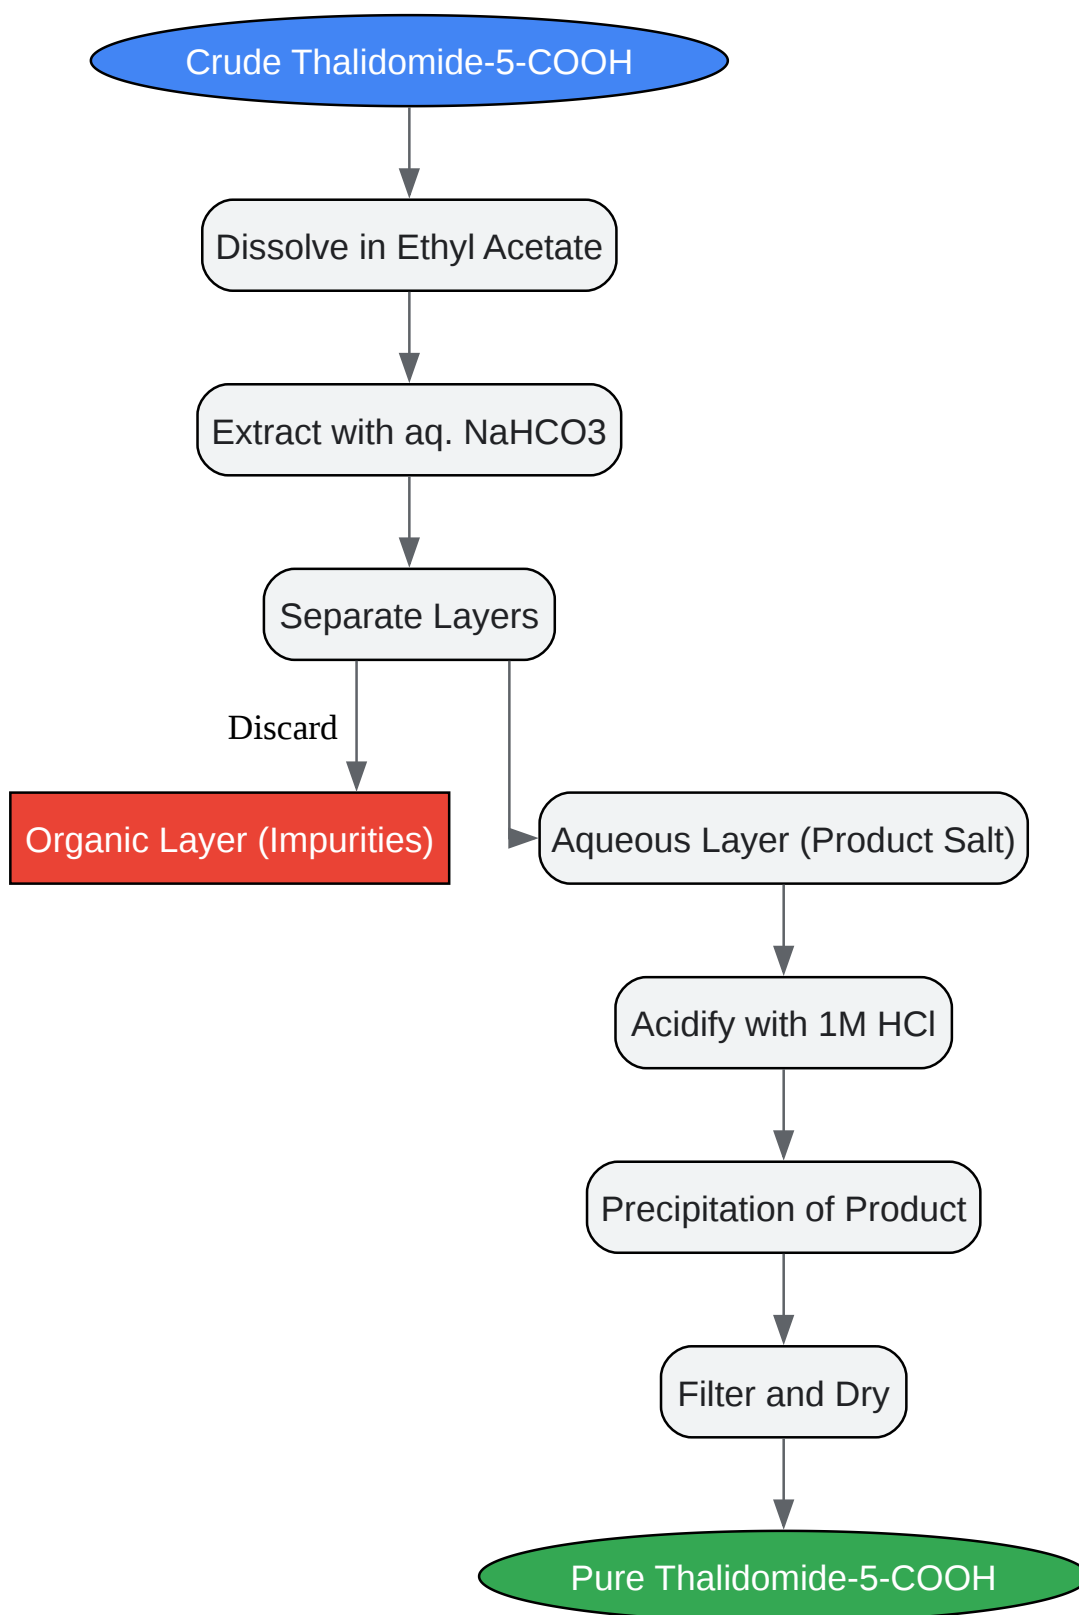 Crude Thalidomide-5-COOH
Dissolve in Ethyl Acetate
Extract with aq. NaHCO3
Separate Layers
Discard
Organic Layer (Impurities)
Aqueous Layer (Product Salt)
Acidify with 1M HCl
Precipitation of Product
Filter and Dry
Pure Thalidomide-5-COOH